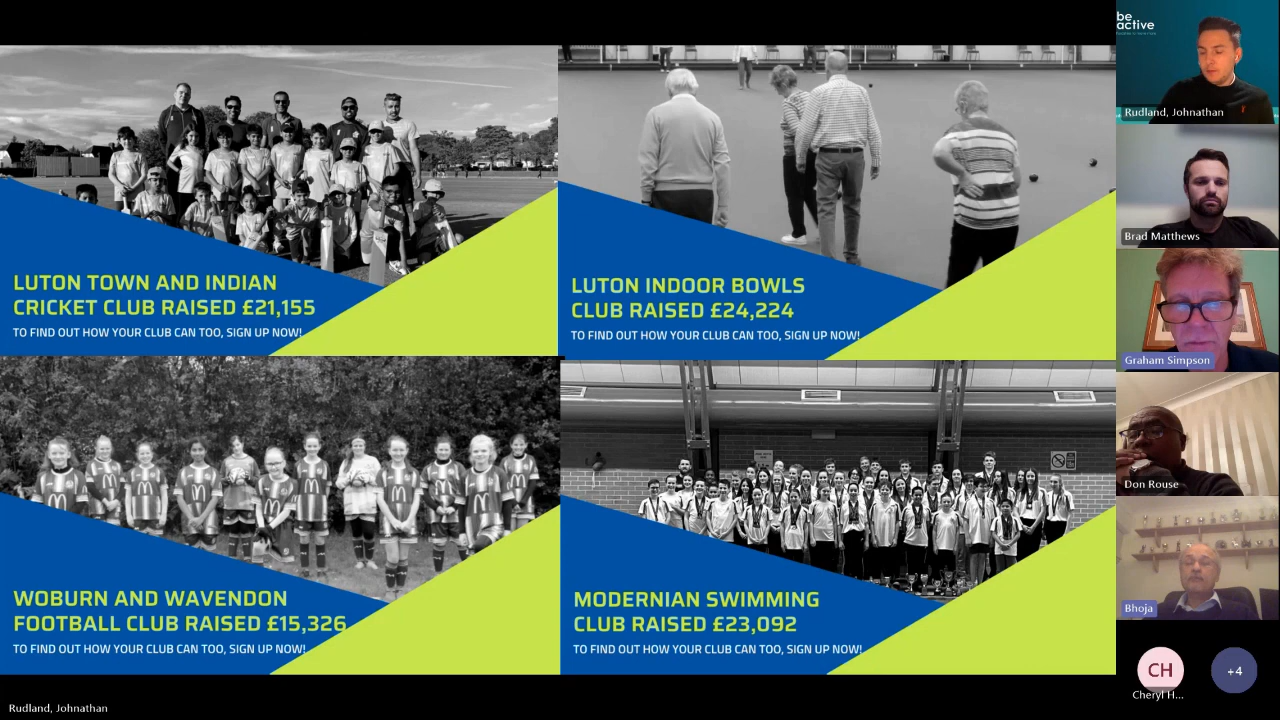 LUTON TOWN AND INDIAN
CRICKET CLUB RAISED £21,155
TO FIND OUT HOW YOUR CLUB CAN TOO, SIGN UP NOW!
LUTON INDOOR BOWLS
CLUB RAISED £24,224
TO FIND OUT HOW YOUR CLUB CAN TOO, SIGN UP NOW!
WOBURN AND WAVENDON
FOOTBALL CLUB RAISED £15,326
TO FIND OUT HOW YOUR CLUB CAN TOO, SIGN UP NOW!
MODERNIAN SWIMMING
CLUB RAISED £23,092
TO FIND OUT HOW YOUR CLUB CAN TOO, SIGN UP NOW!
be
active
Rudland, Johnathan
Brad Matthews
Graham Simpson
Don Rouse
Bhoja
CH
+4
Cheryl H...
Rudland, Johnathan